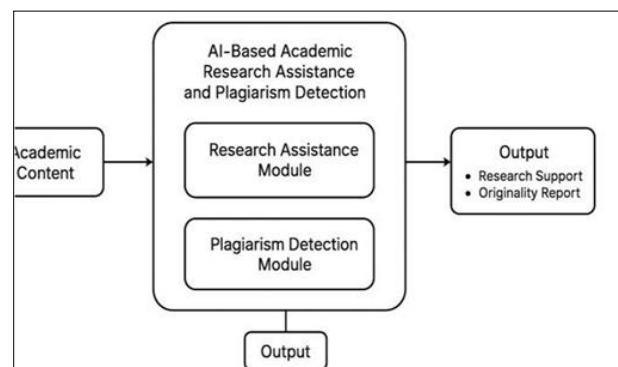 AI-Based Academic
Research Assistance
and Plagiarism Detection
Academic
Content
Research Assistance
Module
Plagiarism Detection
Module
Output
• Research Support
• Originality Report
Output